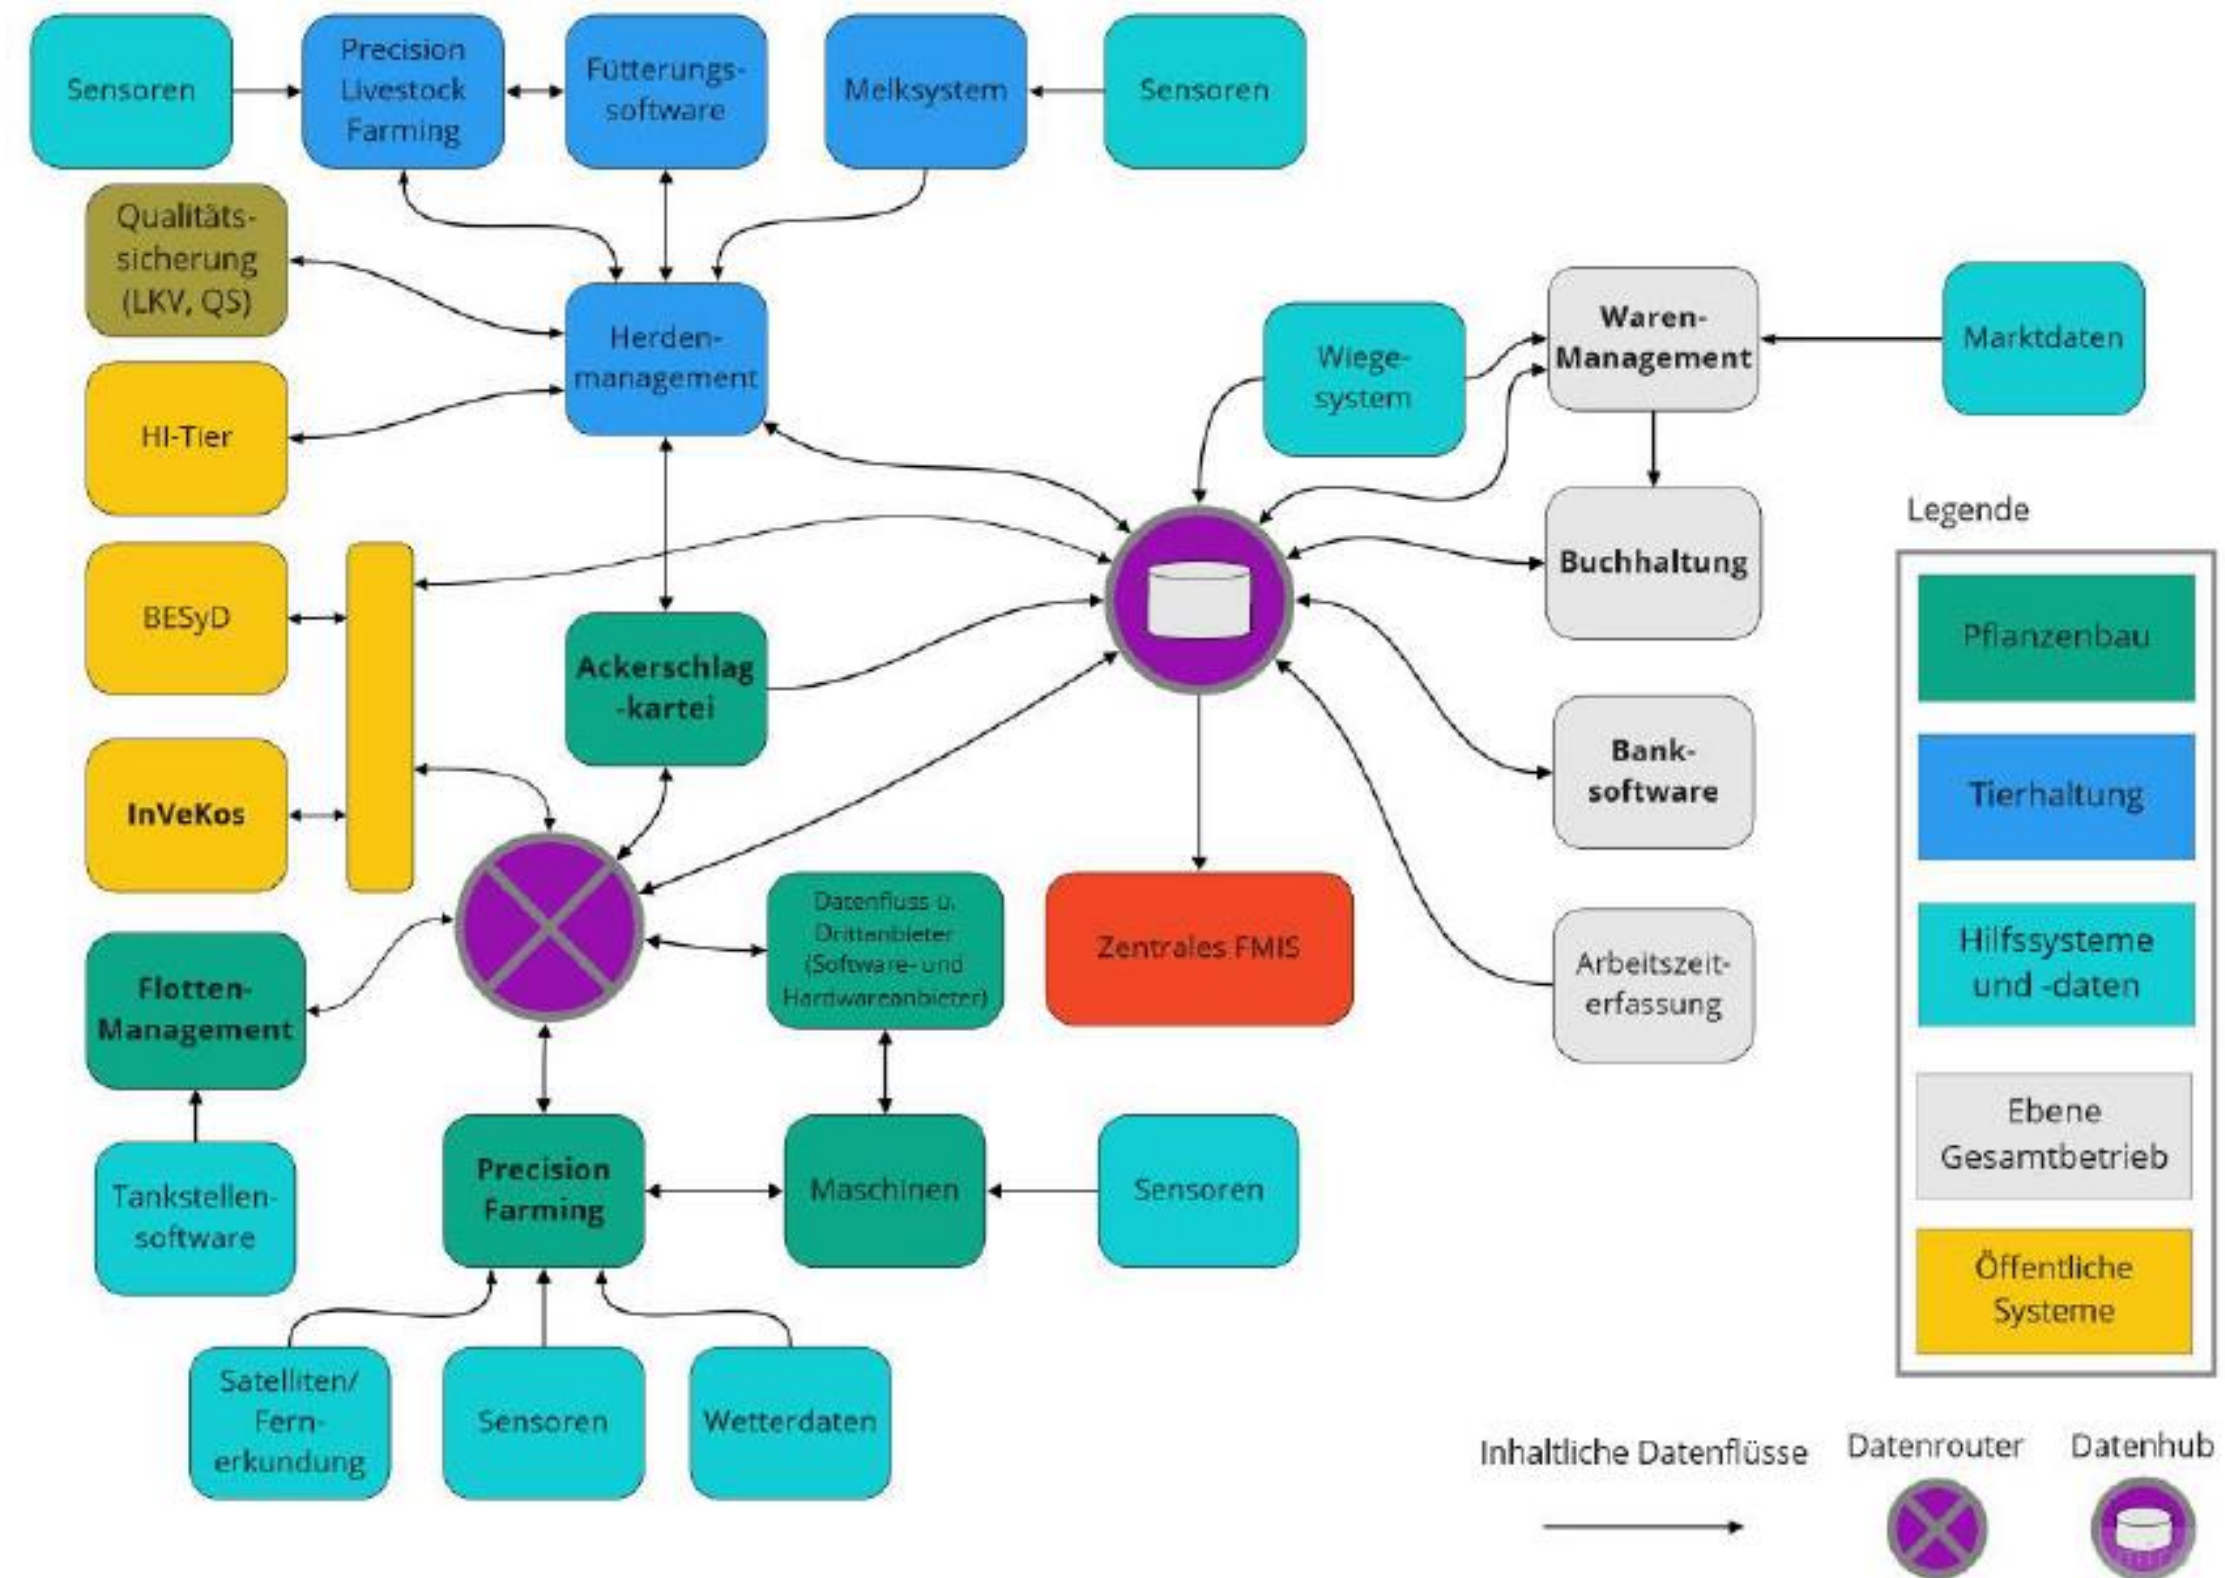 Sensoren
Precision
Livestock
Farming
Fütterungs-
software
Melksystem
Sensoren
Qualitäts-
sicherung
(LKV, QS)
Herden-
management
HI-Tier
Wiege-
system
Waren-
Management
Marktdaten
Buchhaltung
BESyD
Ackerschlag
-kartei
InVeKos
Bank-
software
Datenfluss ü.
Drittanbieter
(Software- und
Hardwareanbieter)
Zentrales FMIS
Arbeitszeit-
erfassung
Flotten-
Management
Tankstellen-
software
Precision
Farming
Maschinen
Sensoren
Satelliten/
Fern-
erkundung
Sensoren
Wetterdaten
Legende
Pflanzenbau
Tierhaltung
Hilfssysteme
und -daten
Ebene
Gesamtbetrieb
Öffentliche
Systeme
Inhaltliche Datenflüsse
Datenrouter
Datenhub